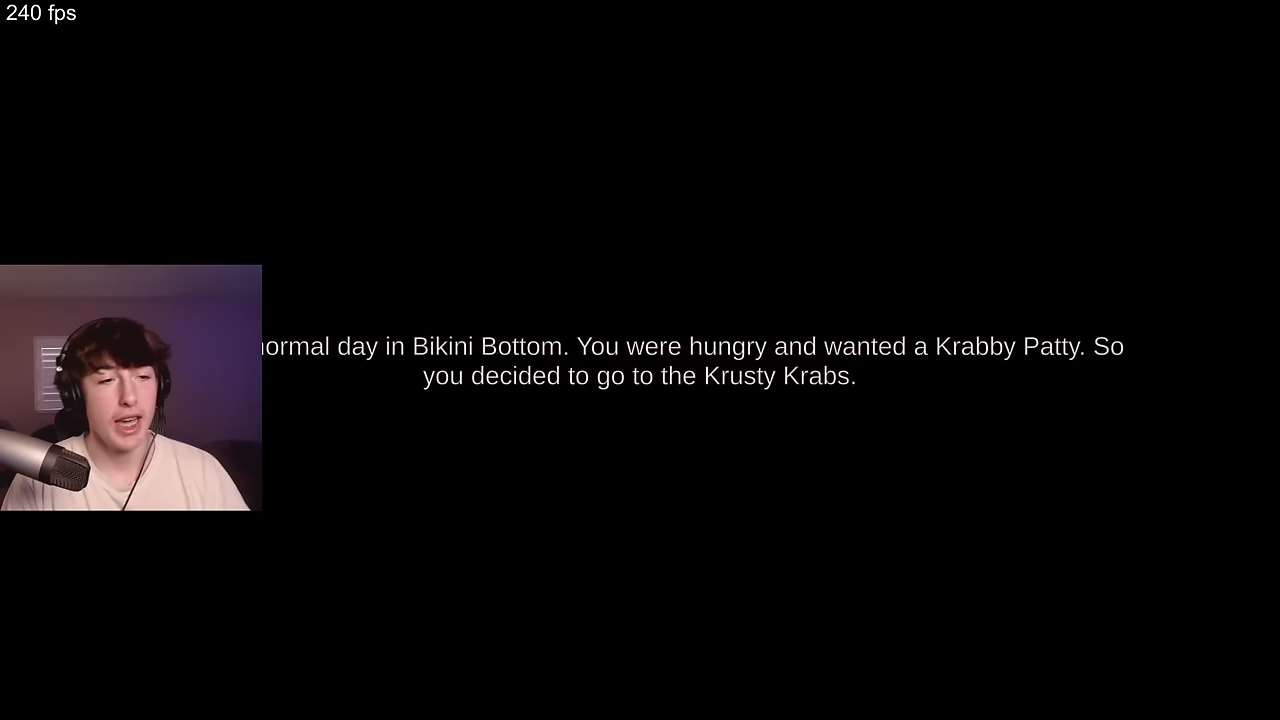 240 fps
normal day in Bikini Bottom. You were hungry and wanted a Krabby Patty. So
you decided to go to the Krusty Krabs.